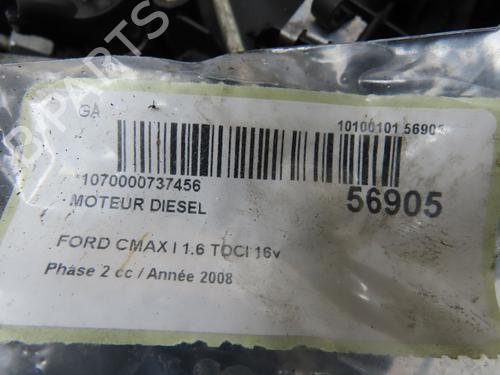 GA
10100101 56905
*1070000737456
MOTEUR DIESEL
56905
FORD CMAX I 1.6 TDCI 16v
Phase 2 cc / Année 2008